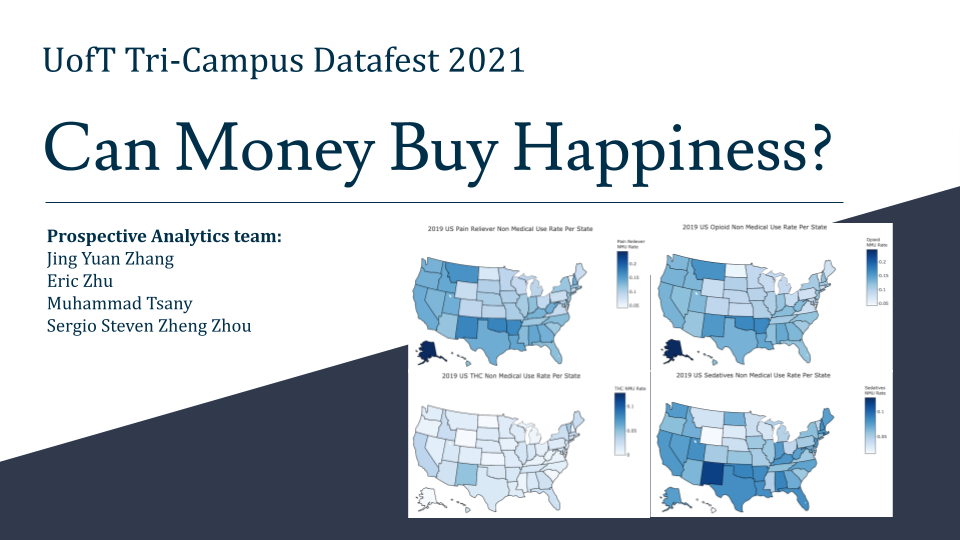 UofT Tri-Campus Datafest 2021
Can Money Buy Happiness?
Prospective Analytics team:
Jing Yuan Zhang
Eric Zhu
Muhammad Tsany
Sergio Steven Zheng Zhou
2019 US Pain Reliever Non Medical Use Rate Per State
Pain Reliever
NMU Rate
0.2
0.15
0.1
0.05
2019 US Opioid Non Medical Use Rate Per State
Opioid
NMU Rate
0.2
0.15
0.1
0.05
2019 US THC Non Medical Use Rate Per State
THC NMU Rate
0.1
0.05
0
2019 US Sedatives Non Medical Use Rate Per State
Sedatives
NMU Rate
0.1
0.05